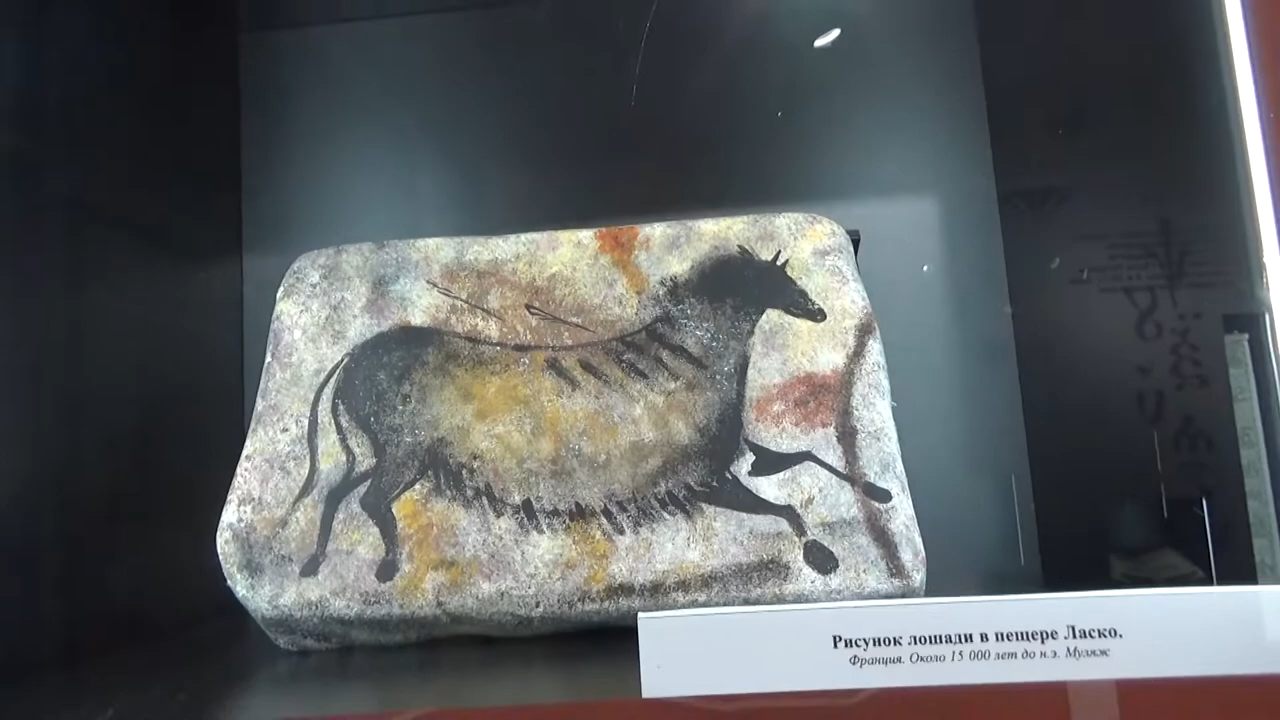 Рисунок лошади в пещере Ласко.
Франция. Около 15 000 лет до н.э. Муляж